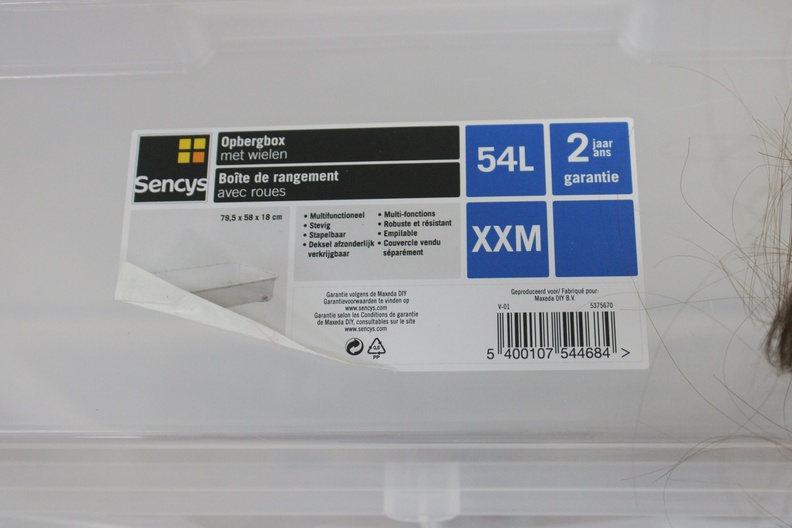 Sencys
Opbergbox
met wielen
Boîte de rangement
avec roues
54L
2 jaar
ans
garantie
79,5 x 58 x 18 cm
• Multifunctioneel
• Stevig
• Stapelbaar
• Deksel afzonderlijk
verkrijgbaar
• Multi-fonctions
• Robuste et résistant
• Empilable
• Couvercle vendu
séparément
XXM
Garantie volgens de Maxeda DIY
Garantievoorwaarden te vinden op
www.sencys.com
Garantie selon les Conditions de garantie
de Maxeda DIY, consultables sur le site
www.sencys.com
0,8
PP
Geproduceerd voor/ Fabriqué pour:
Maxeda DIY B.V.
V-01
5375670
5 400107 544684 >